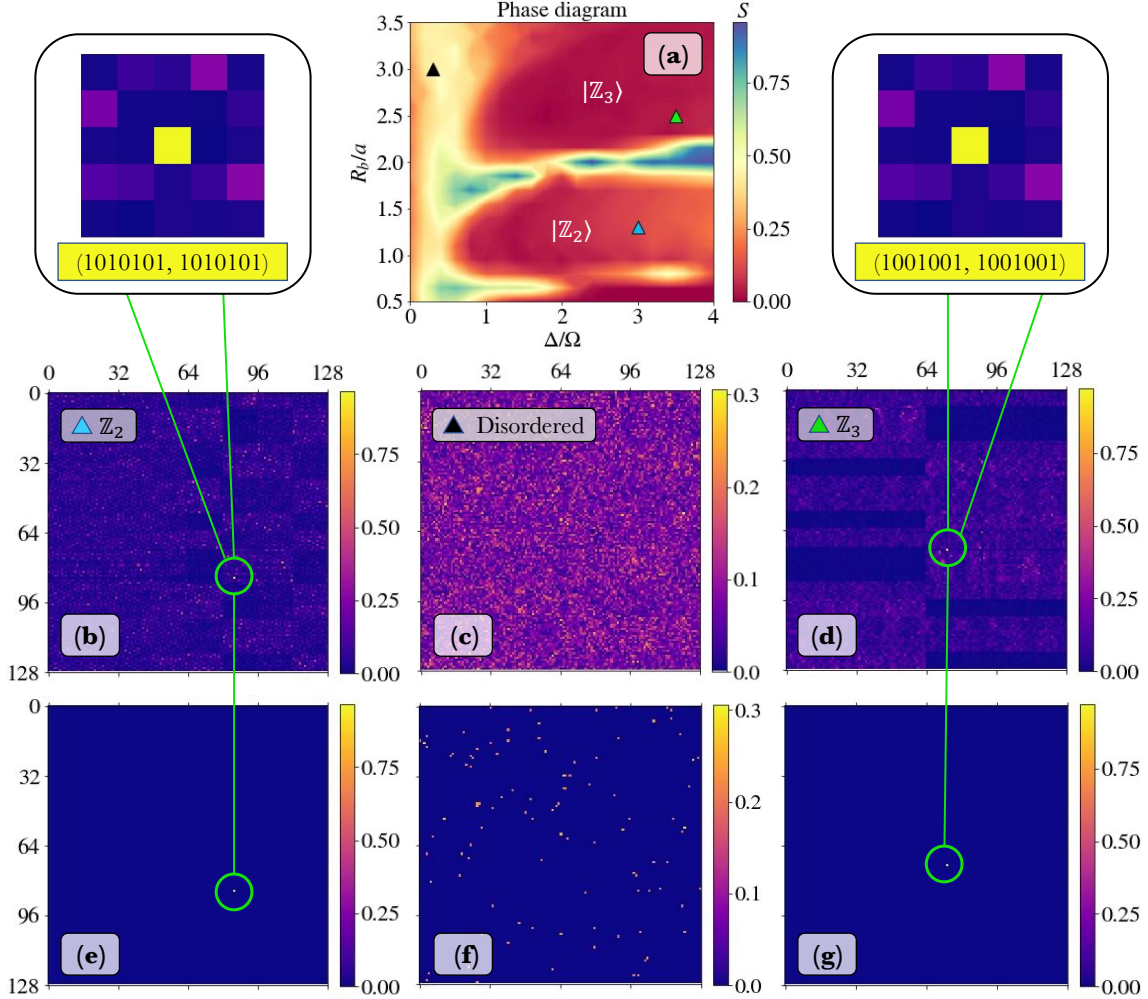 Phase diagram
S
(a)
3.5
3.0
2.5
2.0
1.5
1.0
0.5
R_b/a
|ℤ₃⟩
|ℤ₂⟩
0.75
0.50
0.25
0.00
0 1 2 3 4
Δ/Ω
(1010101, 1010101)
(1001001, 1001001)
0 32 64 96 128
0
32
64
96
128
ℤ₂
(b)
0.75
0.50
0.25
0.00
0 32 64 96 128
Disordered
(c)
0.3
0.2
0.1
0.0
0 32 64 96 128
ℤ₃
(d)
0.75
0.50
0.25
0.00
0
32
64
96
128
(e)
0.75
0.50
0.25
0.00
(f)
0.3
0.2
0.1
0.0
(g)
0.75
0.50
0.25
0.00